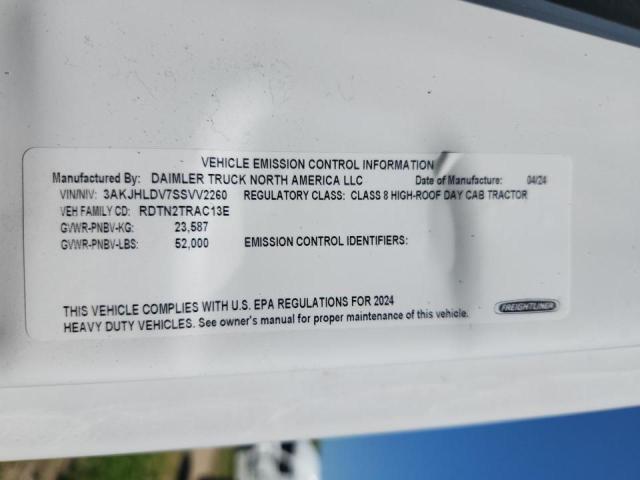 VEHICLE EMISSION CONTROL INFORMATION
Manufactured By: DAIMLER TRUCK NORTH AMERICA LLC Date of Manufacture: 04/24
VIN/NIV: 3AKJHLDV7SSVV2260 REGULATORY CLASS: CLASS 8 HIGH-ROOF DAY CAB TRACTOR
VEH FAMILY CD: RDTN2TRAC13E
GVWR-PNBV-KG: 23,587
GVWR-PNBV-LBS: 52,000 EMISSION CONTROL IDENTIFIERS:
THIS VEHICLE COMPLIES WITH U.S. EPA REGULATIONS FOR 2024
HEAVY DUTY VEHICLES. See owner's manual for proper maintenance of this vehicle.
FREIGHTLINER